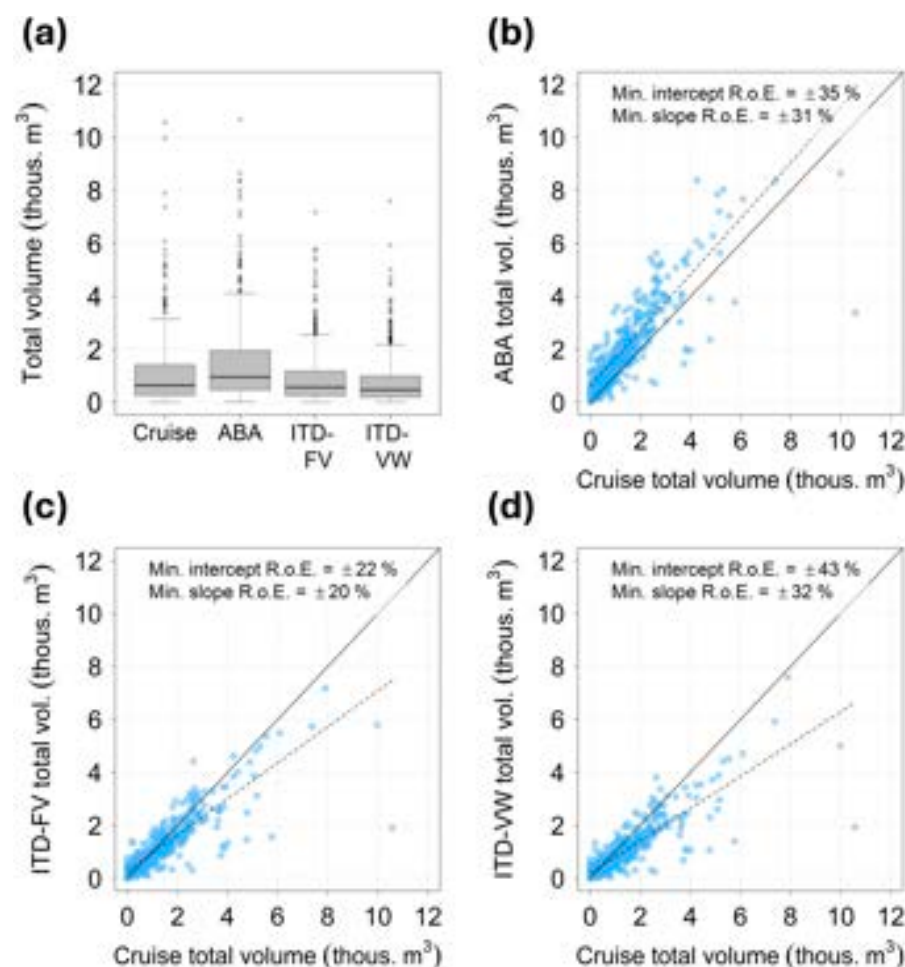 (a)
Total volume (thous. m³)
12
10
8
6
4
2
0
Cruise ABA ITD-FV ITD-VW
(b)
ABA total vol. (thous. m³)
Min. intercept R.o.E. = ±35 %
Min. slope R.o.E. = ±31 %
12
10
8
6
4
2
0
0 2 4 6 8 10 12
Cruise total volume (thous. m³)
(c)
ITD-FV total vol. (thous. m³)
Min. intercept R.o.E. = ±22 %
Min. slope R.o.E. = ±20 %
12
10
8
6
4
2
0
0 2 4 6 8 10 12
Cruise total volume (thous. m³)
(d)
ITD-VW total vol. (thous. m³)
Min. intercept R.o.E. = ±43 %
Min. slope R.o.E. = ±32 %
12
10
8
6
4
2
0
0 2 4 6 8 10 12
Cruise total volume (thous. m³)